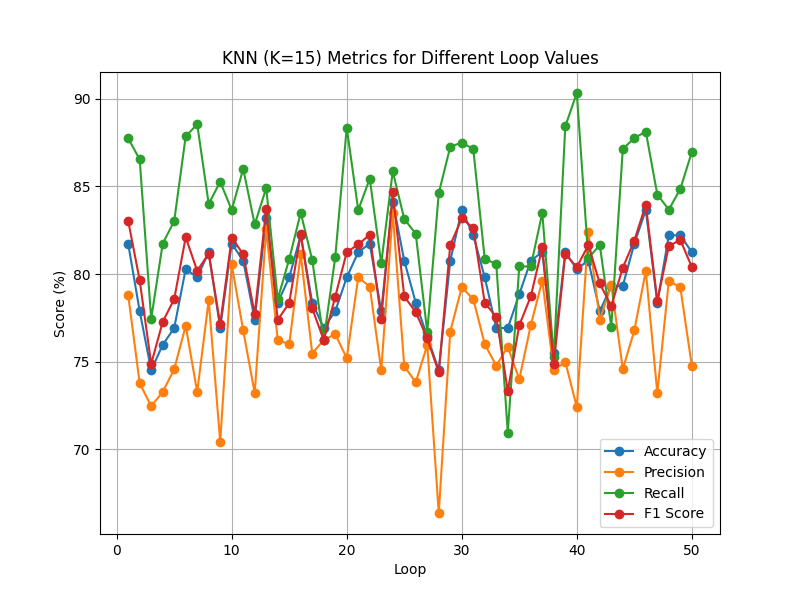 KNN (K=15) Metrics for Different Loop Values
90
85
80
75
70
Score (%)
0
10
20
30
40
50
Loop
Accuracy
Precision
Recall
F1 Score